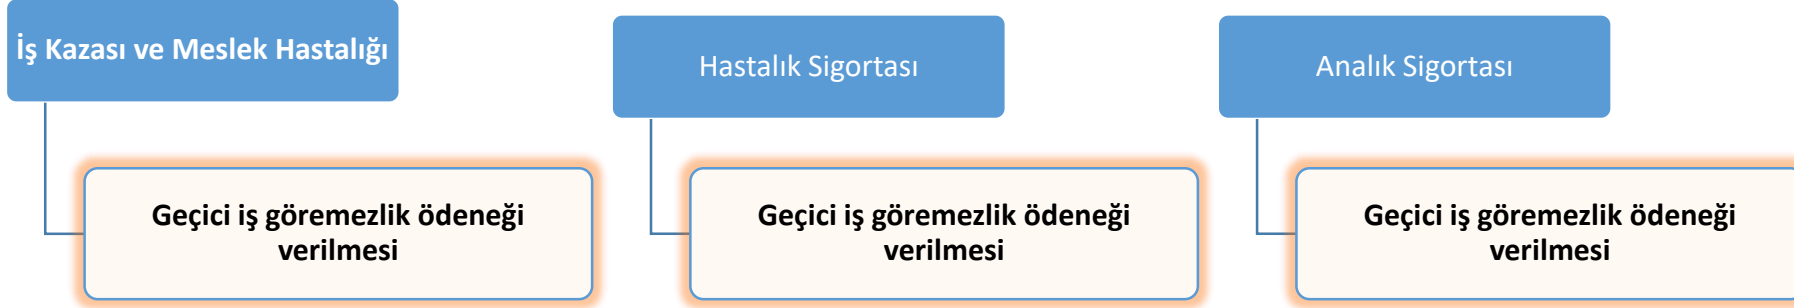 İş Kazası ve Meslek Hastalığı
Geçici iş göremezlik ödeneği
verilmesi
Hastalık Sigortası
Geçici iş göremezlik ödeneği
verilmesi
Analık Sigortası
Geçici iş göremezlik ödeneği
verilmesi